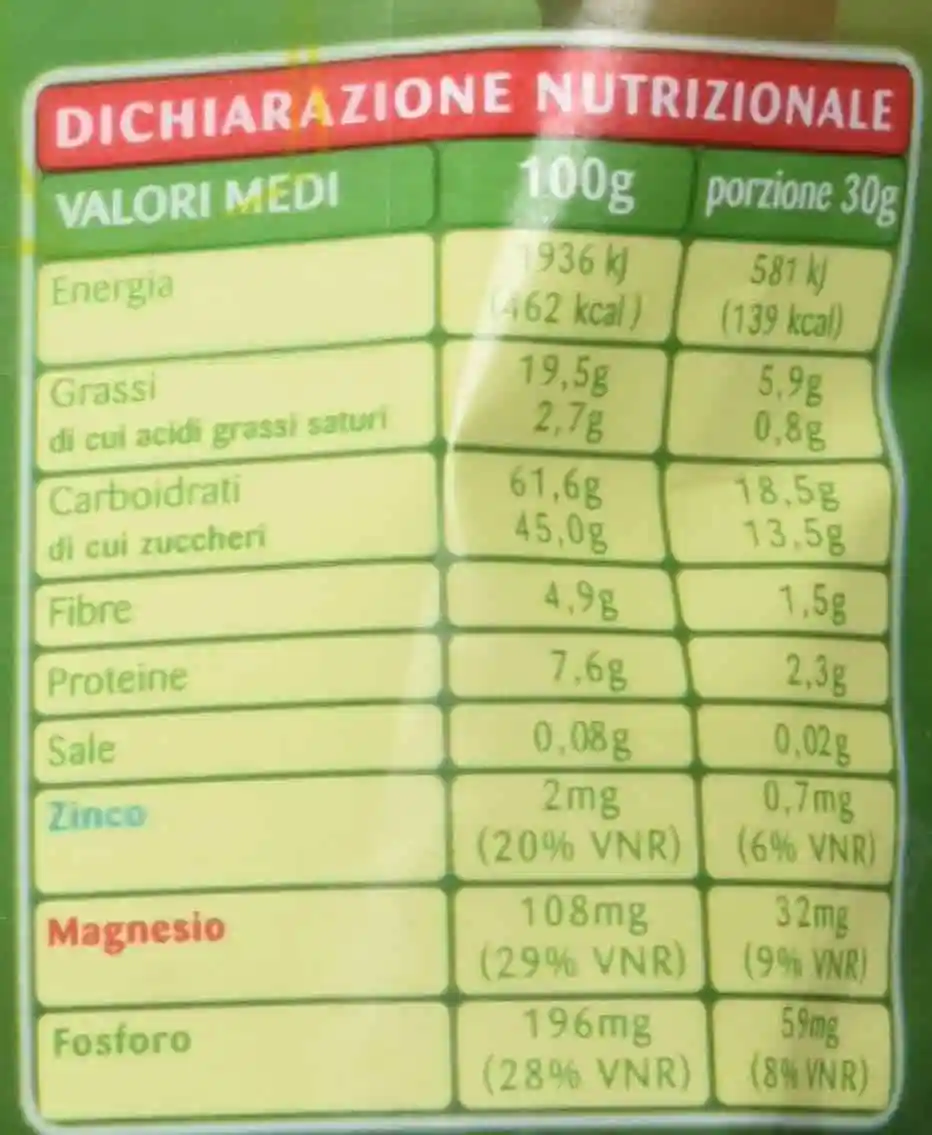 DICHIARAZIONE NUTRIZIONALE
VALORI MEDI 100g porzione 30g
Energia 1936 kJ 581 kJ
(462 kcal) (139 kcal)
Grassi 19,5g 5,9g
di cui acidi grassi saturi 2,7g 0,8g
Carboidrati 61,6g 18,5g
di cui zuccheri 45,0g 13,5g
Fibre 4,9g 1,5g
Proteine 7,6g 2,3g
Sale 0,08g 0,02g
Zinco 2mg 0,7mg
(20% VNR) (6% VNR)
Magnesio 108mg 32mg
(29% VNR) (9% VNR)
Fosforo 196mg 59mg
(28% VNR) (8% VNR)